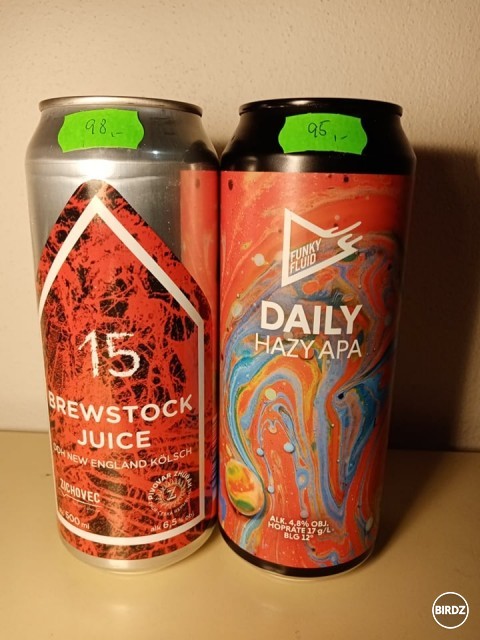 98,-
15
BREWSTOCK
JUICE
DDH NEW ENGLAND KÖLSCH
ZICHOVEC
500 ml
alk 6,5%
95,-
FUNKY
FLUID
DAILY
HAZY APA
ALK. 4,8% OBJ.
HOPRATE 17 g/L
BLG 12°
BIRDZ